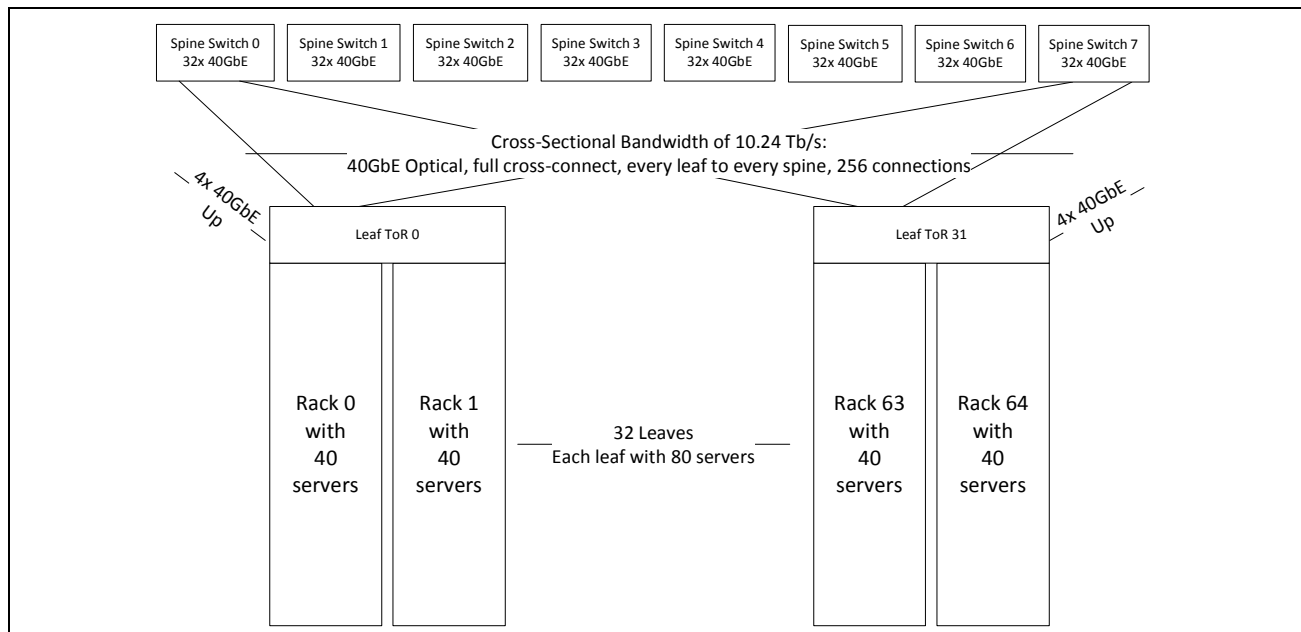 Spine Switch 0
32x 40GbE
Spine Switch 1
32x 40GbE
Spine Switch 2
32x 40GbE
Spine Switch 3
32x 40GbE
Spine Switch 4
32x 40GbE
Spine Switch 5
32x 40GbE
Spine Switch 6
32x 40GbE
Spine Switch 7
32x 40GbE
Cross-Sectional Bandwidth of 10.24 Tb/s:
40GbE Optical, full cross-connect, every leaf to every spine, 256 connections
4x 40GbE
Up
4x 40GbE
Up
Leaf ToR 0
Leaf ToR 31
Rack 0
with
40
servers
Rack 1
with
40
servers
32 Leaves
Each leaf with 80 servers
Rack 63
with
40
servers
Rack 64
with
40
servers